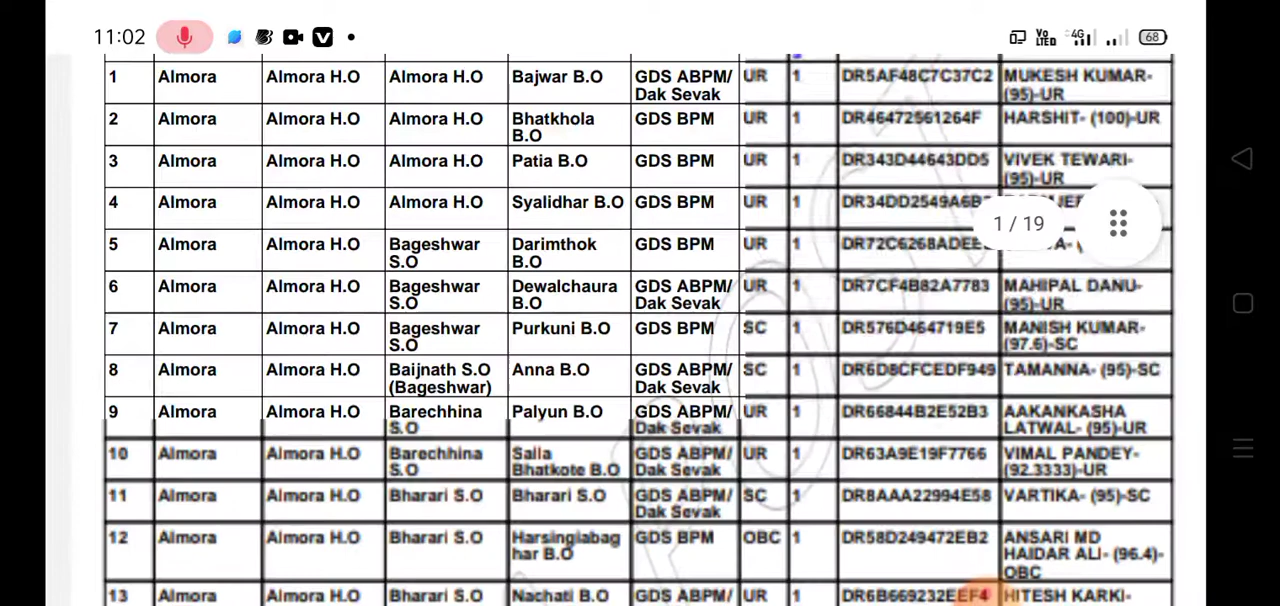 11:02
VoLTED 4G 68
1 Almora Almora H.O Almora H.O Bajwar B.O GDS ABPM/ UR 1 DR5AF48C7C37C2 MUKESH KUMAR-
Dak Sevak (95)-UR
2 Almora Almora H.O Almora H.O Bhatkhola GDS BPM UR 1 DR46472561264F HARSHIT- (100)-UR
B.O
3 Almora Almora H.O Almora H.O Patia B.O GDS BPM UR 1 DR343D44643DD5 VIVEK TEWARI-
(95)-UR
4 Almora Almora H.O Almora H.O Syalidhar B.O GDS BPM UR 1
1 / 19
5 Almora Almora H.O Bageshwar Darimthok GDS BPM UR 1
S.O B.O
6 Almora Almora H.O Bageshwar Dewalchaura GDS ABPM/ UR 1 DR7CF4B82A7783 MAHIPAL DANU-
S.O B.O Dak Sevak (95)-UR
7 Almora Almora H.O Bageshwar Purkuni B.O GDS BPM SC 1 DR576D464719E5 MANISH KUMAR-
S.O (97.6)-SC
8 Almora Almora H.O Baijnath S.O Anna B.O GDS ABPM/ SC 1 DR6D8CFCEDF949 TAMANNA- (95)-SC
(Bageshwar) Dak Sevak
9 Almora Almora H.O Barechhina Palyun B.O GDS ABPM/ UR 1 DR66844B2E52B3 AAKANKASHA
S.O Dak Sevak LATWAL- (95)-UR
10 Almora Almora H.O Barechhina Salla GDS ABPM/ UR 1 DR63A9E19F7766 VIMAL PANDEY-
S.O Bhatkote B.O Dak Sevak (92.3333)-UR
11 Almora Almora H.O Bharari S.O Bharari S.O GDS ABPM/ SC 1 DR8AAA22994E58 VARTIKA- (95)-SC
Dak Sevak
12 Almora Almora H.O Bharari S.O Harsingiabag GDS BPM OBC 1 DR58D249472EB2 ANSARI MD
har B.O HAIDAR ALI- (96.4)-
OBC
13 Almora Almora H.O Bharari S.O Nachati B.O GDS ABPM/ UR 1 DR6B669232EEF4 HITESH KARKI-